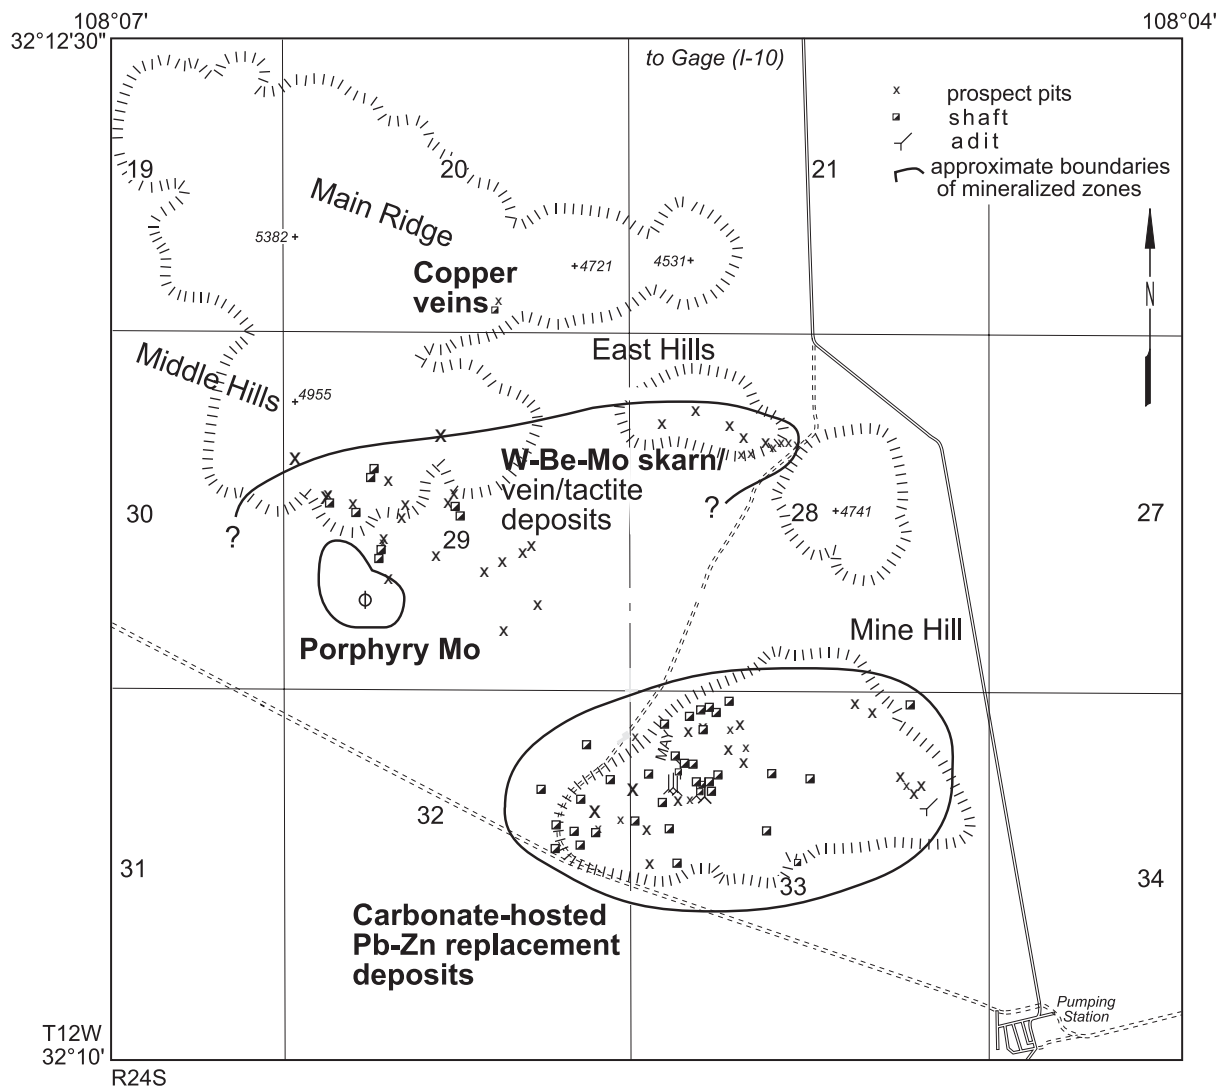 108°07'
108°04'
32°12'30"
to Gage (I-10)
x prospect pits
shaft
adit
approximate boundaries
of mineralized zones
19
20
21
Main Ridge
5382
4721
4531
N
Copper
veins
East Hills
Middle Hills
4955
W-Be-Mo skarn/
vein/tactite
deposits
30
?
29
?
28
4741
27
Porphyry Mo
Mine Hill
MAY
32
31
33
34
Carbonate-hosted
Pb-Zn replacement
deposits
Pumping
Station
T12W
32°10'
R24S